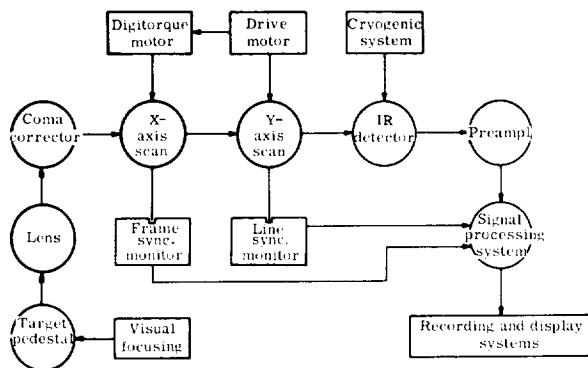 Digitorque
motor
Drive
motor
Cryogenic
system
Coma
corrector
X-
axis
scan
Y-
axis
scan
IR
detector
Preampl.
Lens
Frame
sync.
monitor
Line
sync.
monitor
Signal
processing
system
Target
pedestal
Visual
focusing
Recording and display
systems